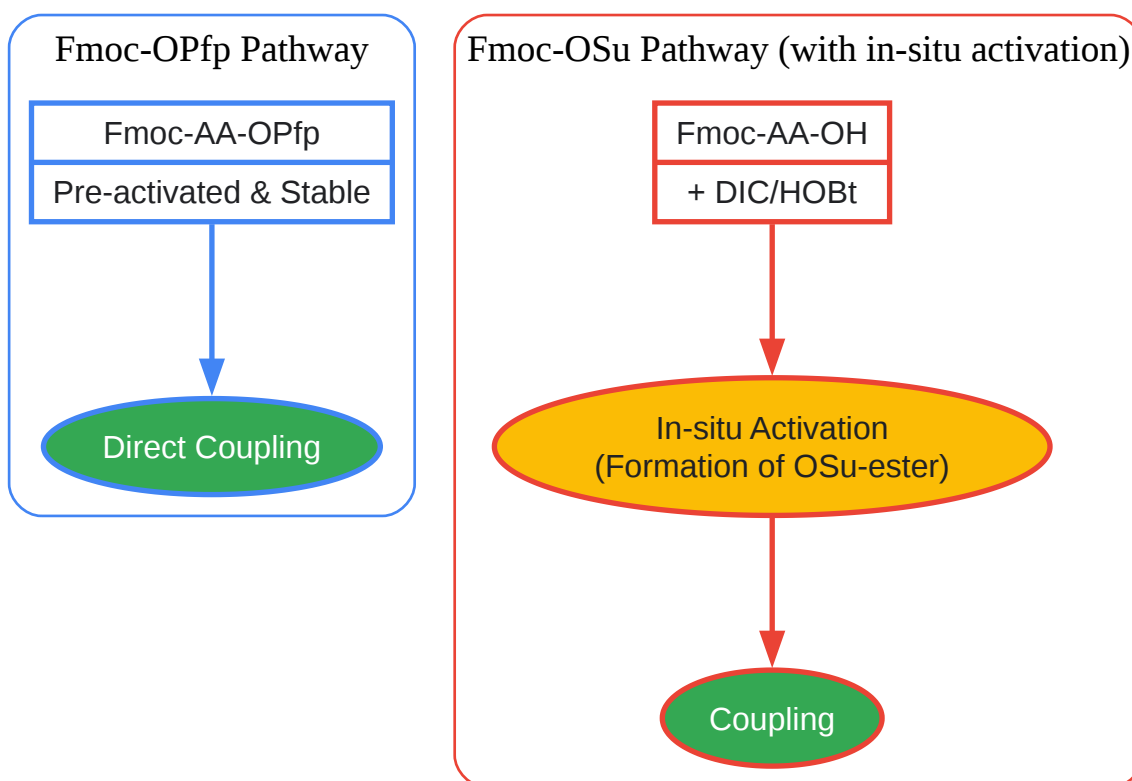 Fmoc-OPfp Pathway
Fmoc-AA-OPfp
Pre-activated & Stable
Direct Coupling
Fmoc-OSu Pathway (with in-situ activation)
Fmoc-AA-OH
+ DIC/HOBt
In-situ Activation
(Formation of OSu-ester)
Coupling